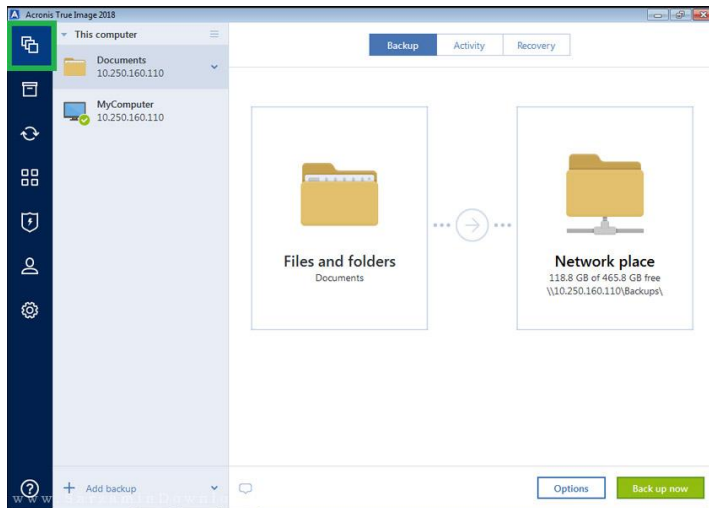 Acronis True Image 2018
This computer
Documents
10.250.160.110
MyComputer
10.250.160.110
Backup
Activity
Recovery
Files and folders
Documents
Network place
118.8 GB of 465.8 GB free
\\10.250.160.110\Backups\
Add backup
Options
Back up now